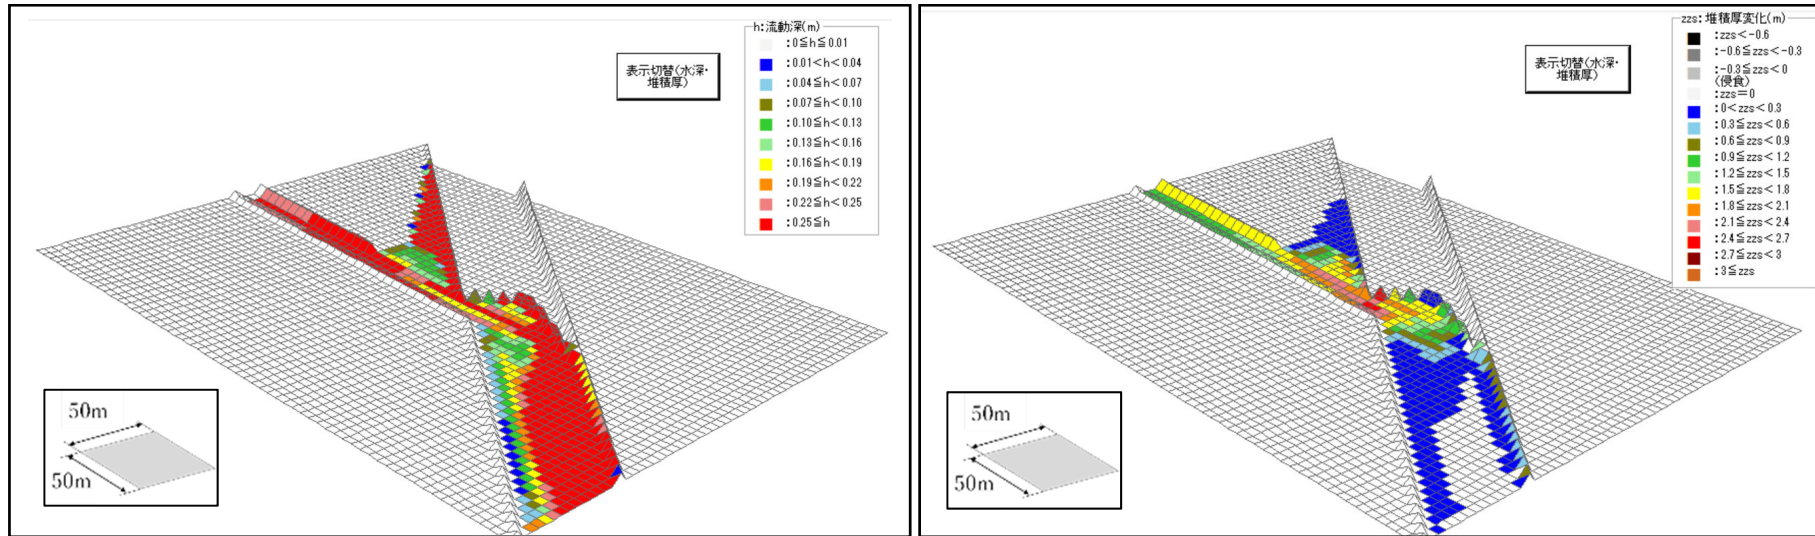 h:流動深(m)
:0≦h≦0.01
:0.01<h<0.04
:0.04≦h<0.07
:0.07≦h<0.10
:0.10≦h<0.13
:0.13≦h<0.16
:0.16≦h<0.19
:0.19≦h<0.22
:0.22≦h<0.25
:0.25≦h
表示切替(水深・
堆積厚)
50m
50m
zzs:堆積厚変化(m)
:zzs<-0.6
:-0.6≦zzs<-0.3
:-0.3≦zzs<0
(侵食)
:zzs=0
:0<zzs<0.3
:0.3≦zzs<0.6
:0.6≦zzs<0.9
:0.9≦zzs<1.2
:1.2≦zzs<1.5
:1.5≦zzs<1.8
:1.8≦zzs<2.1
:2.1≦zzs<2.4
:2.4≦zzs<2.7
:2.7≦zzs<3
:3≦zzs
表示切替(水深・
堆積厚)
50m
50m